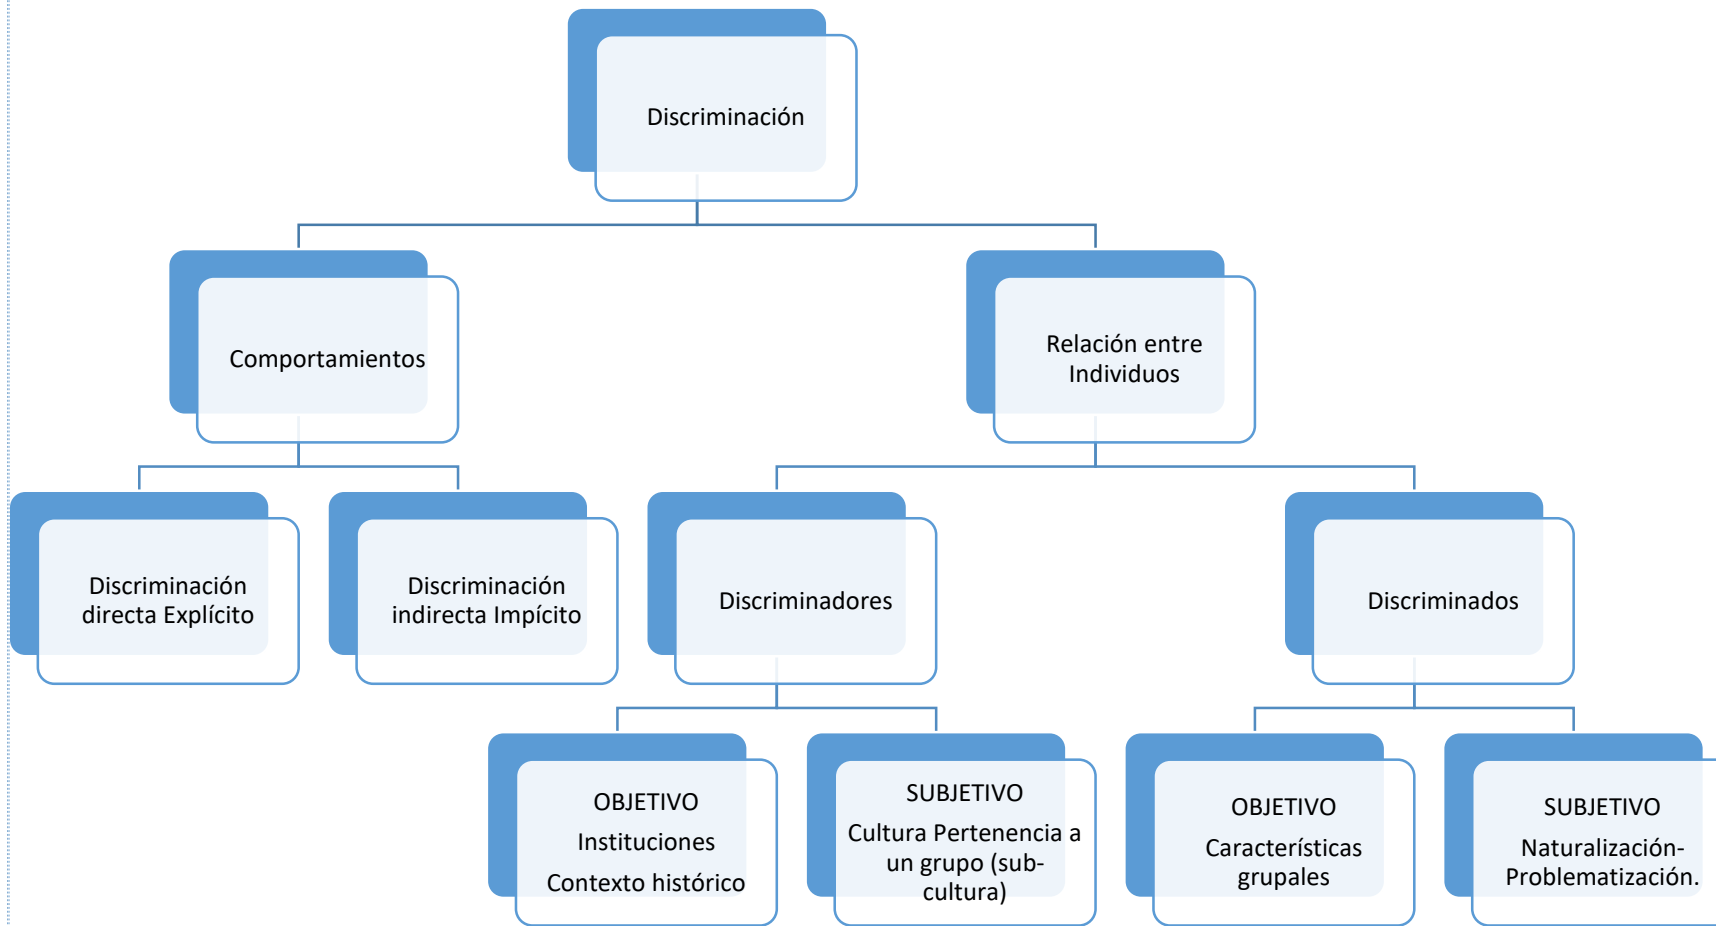 Discriminación
Comportamientos
Relación entre
Individuos
Discriminación
directa Explícito
Discriminación
indirecta Impícito
Discriminadores
Discriminados
OBJETIVO
Instituciones
Contexto histórico
SUBJETIVO
Cultura Pertenencia a
un grupo (sub-
cultura)
OBJETIVO
Características
grupales
SUBJETIVO
Naturalización-
Problematización.